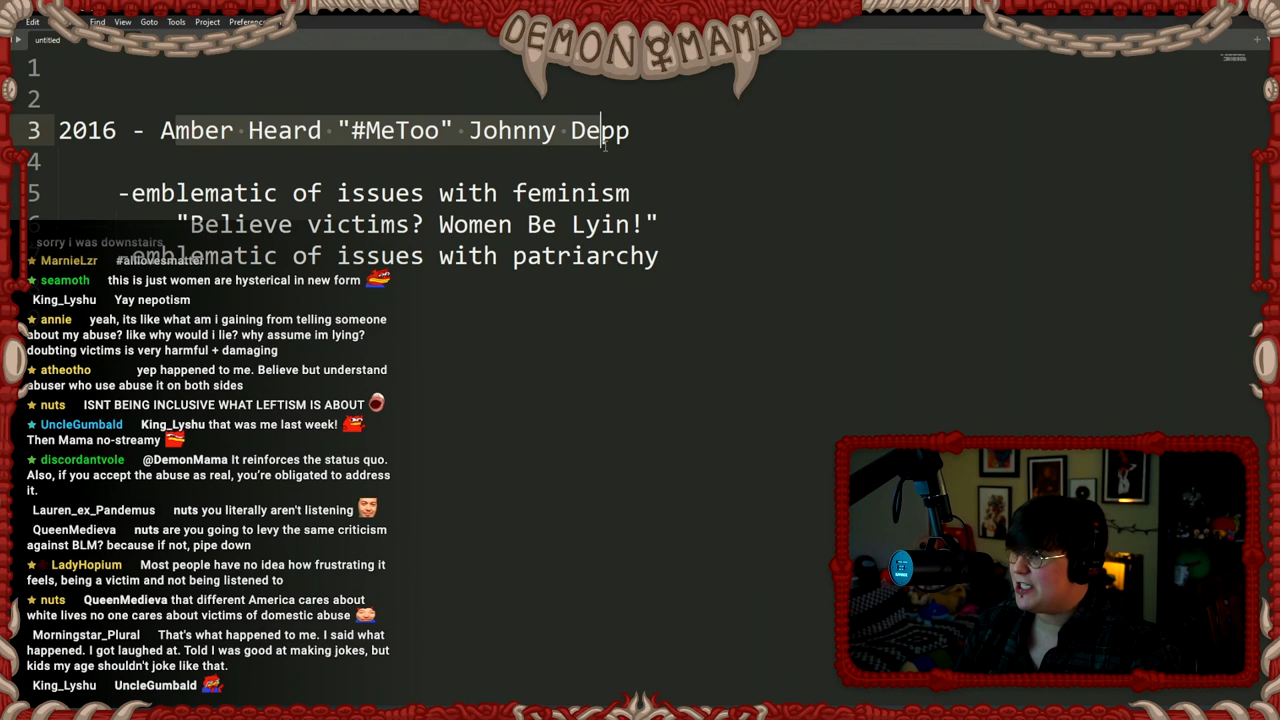 DEMON MAMA
Edit Find View Goto Tools Project Preferences
untitled
1
2
3 2016 - Amber Heard "#MeToo" Johnny Depp
4
5 -emblematic of issues with feminism
6 "Believe victims? Women Be Lyin!"
-emblematic of issues with patriarchy
sorry i was downstairs
MarnieLzr #alllovesmatter
seamoth this is just women are hysterical in new form
King_Lyshu Yay nepotism
annie yeah, its like what am i gaining from telling someone
about my abuse? like why would i lie? why assume im lying?
doubting victims is very harmful + damaging
atheotho yep happened to me. Believe but understand
abuser who use abuse it on both sides
nuts ISNT BEING INCLUSIVE WHAT LEFTISM IS ABOUT
UncleGumbald King_Lyshu that was me last week!
Then Mama no-streamy
discordantvole @DemonMama It reinforces the status quo.
Also, if you accept the abuse as real, you're obligated to address
it.
Lauren_ex_Pandemus nuts you literally aren't listening
QueenMedieva nuts are you going to levy the same criticism
against BLM? because if not, pipe down
LadyHopium Most people have no idea how frustrating it
feels, being a victim and not being listened to
nuts QueenMedieva that different America cares about
white lives no one cares about victims of domestic abuse
Morningstar_Plural That's what happened to me. I said what
happened. I got laughed at. Told I was good at making jokes, but
kids my age shouldn't joke like that.
King_Lyshu UncleGumbald